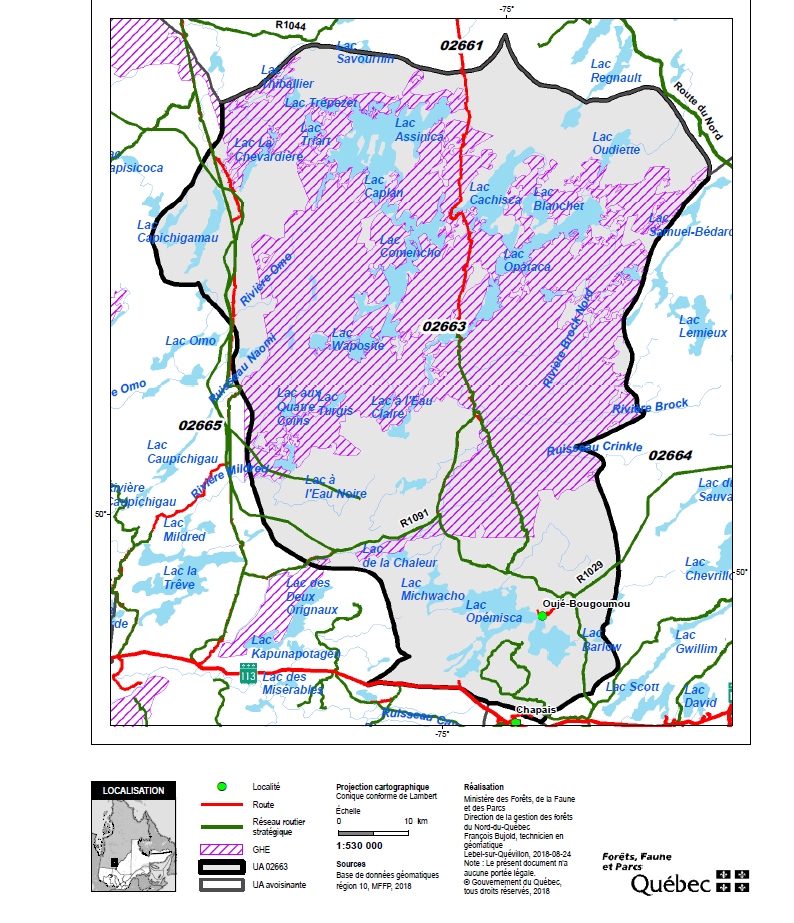 -75°
R1044
02661
Lac
Savournin
Lac
Regnault
Lac
Thiballier
Route du Nord
Lac Trépezet
Lac
Assinica
Lac
Triart
Lac La
Chevardière
Lac
Oudiette
apisicoca
Lac
Caplan
Lac
Cachisca
Lac
Blanchet
Lac
Capichigamau
Lac
Samuel-Bédard
Lac
Comencho
Lac
Opataca
Rivière Omo
Rivière Brock Nord
Lac
Lemieux
02663
Lac Omo
Lac
Waposite
Ruisseau Naomi
e Omo
Lac aux
Quatre
Coins
Lac
Turgis
Lac à l'Eau
Claire
Rivière Brock
02665
Lac
Caupichigau
Ruisseau Crinkle
02664
Rivière Mildred
Lac à
l'Eau Noire
Rivière
Caupichigau
Lac du
Sauva
50°
R1091
Lac
Mildred
Lac
de la Chaleur
Lac la
Trêve
Lac des
Deux
Orignaux
Lac
Michwacho
R1029
Lac
Chevrillo
50°
Oujé-Bougoumou
Lac
Opémisca
rde
Lac
Barlow
Lac
Gwillim
Lac
Kapunapotagen
113
Lac des
Misérables
Lac Scott
Lac
David
Chapais
-75°
LOCALISATION
Localité
Route
Réseau routier
stratégique
GHE
UA 02663
UA avoisinante
Projection cartographique
Conique conforme de Lambert
Échelle
0 10 km
1:530 000
Sources
Base de données géomatiques
région 10, MFFP, 2018
Réalisation
Ministère des Forêts, de la Faune
et des Parcs
Direction de la gestion des forêts
du Nord-du-Québec
François Bujold, technicien en
géomatique
Lebel-sur-Quévillon, 2018-08-24
Note : Le présent document n'a
aucune portée légale.
© Gouvernement du Québec,
tous droits réservés, 2018
Forêts, Faune
et Parcs
Québec